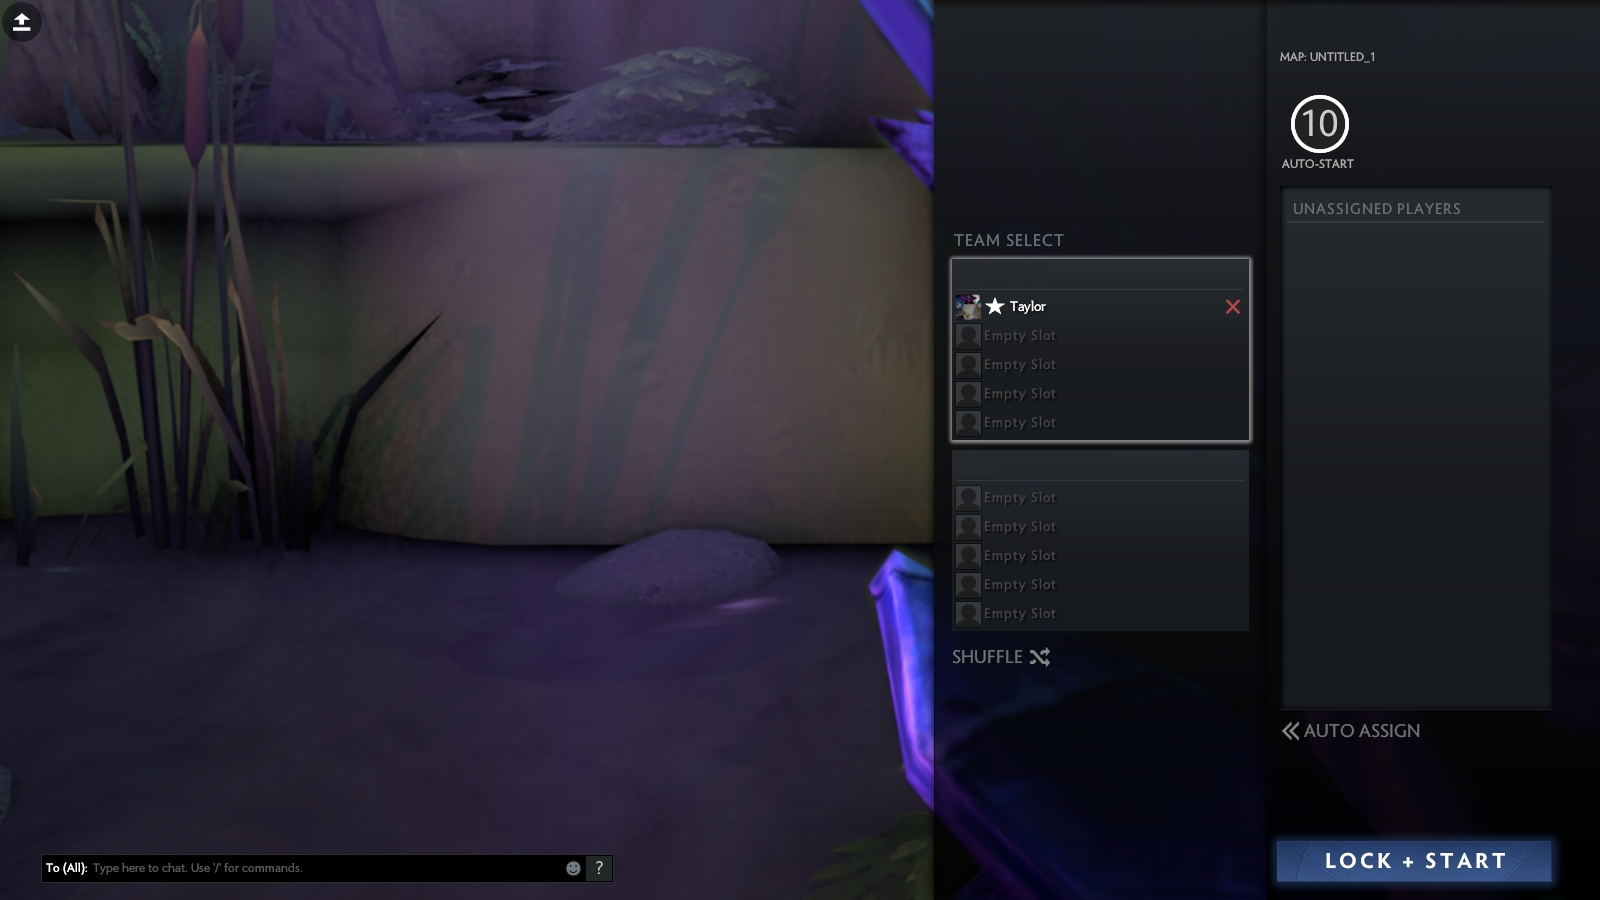 MAP: UNTITLED_1
10
AUTO-START
UNASSIGNED PLAYERS
TEAM SELECT
Taylor
Empty Slot
Empty Slot
Empty Slot
Empty Slot
Empty Slot
Empty Slot
Empty Slot
Empty Slot
Empty Slot
SHUFFLE
AUTO ASSIGN
To (All): Type here to chat. Use '/' for commands. ?
LOCK + START